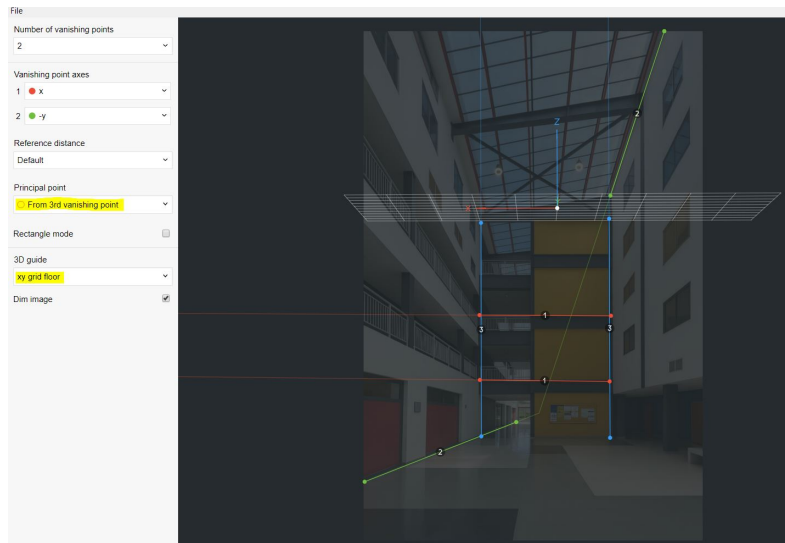 File
Number of vanishing points
2
Vanishing point axes
1 x
2 -y
Reference distance
Default
Principal point
From 3rd vanishing point
Rectangle mode
3D guide
xy grid floor
Dim image
2
Z
3
1
3
1
2